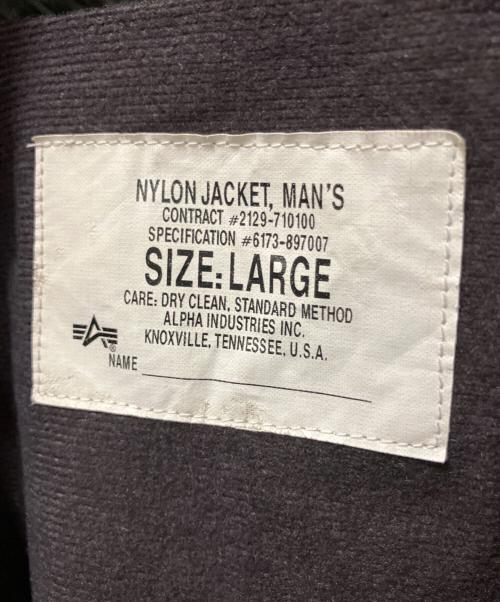 NYLON JACKET, MAN'S
CONTRACT #2129-710100
SPECIFICATION #6173-897007
SIZE: LARGE
CARE: DRY CLEAN, STANDARD METHOD
ALPHA INDUSTRIES INC.
KNOXVILLE, TENNESSEE, U.S.A.
®
NAME